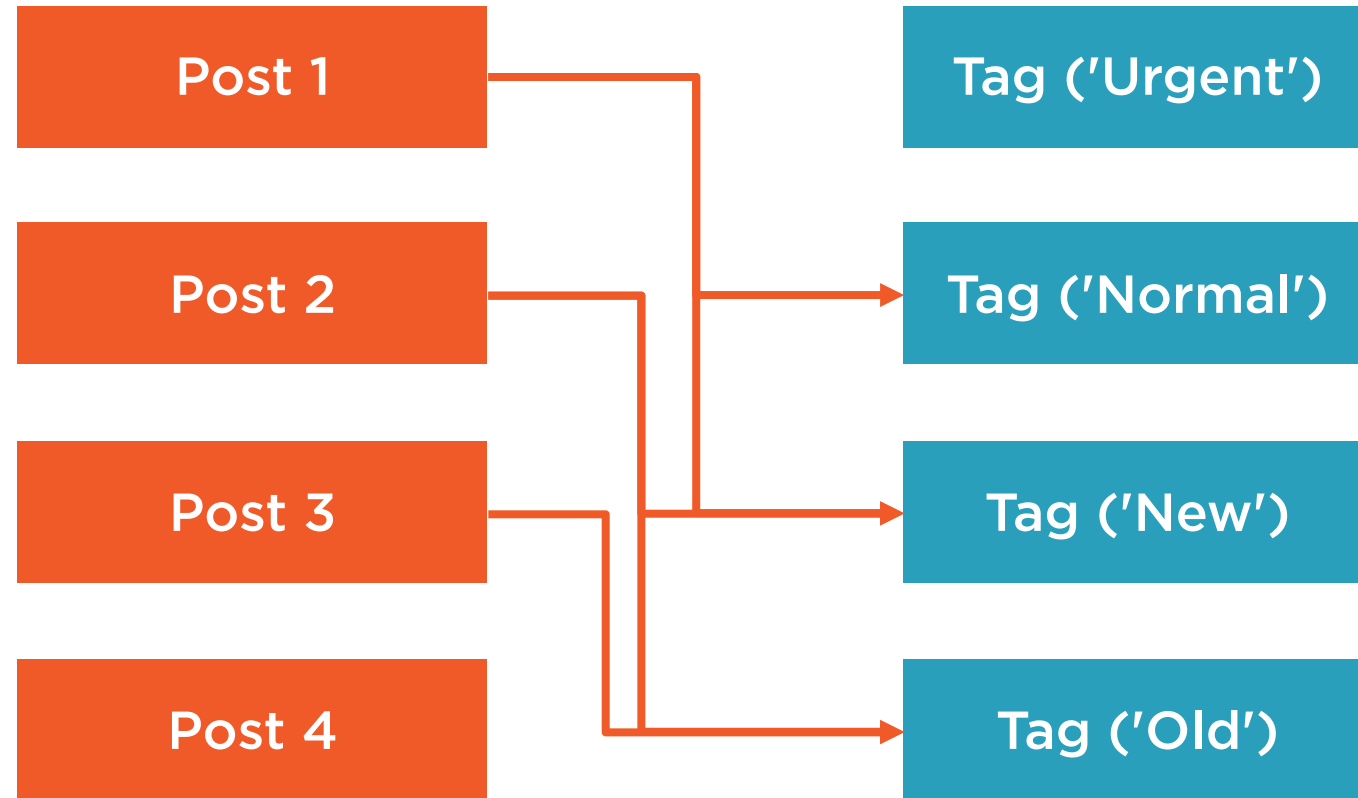 Post 1
Tag ('Urgent')
Post 2
Tag ('Normal')
Post 3
Tag ('New')
Post 4
Tag ('Old')